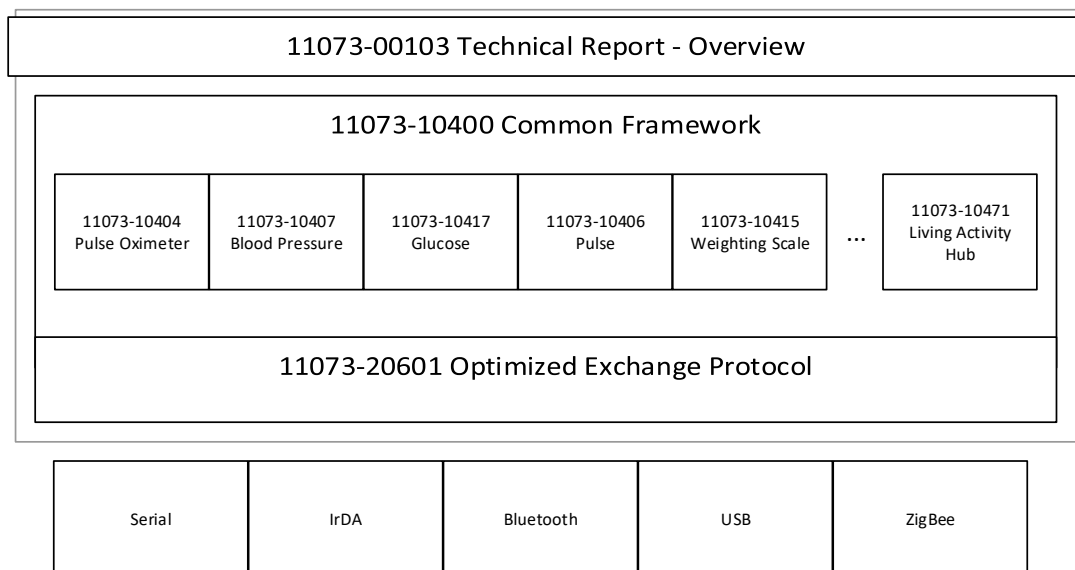 11073-00103 Technical Report - Overview
11073-10400 Common Framework
11073-10404
Pulse Oximeter
11073-10407
Blood Pressure
11073-10417
Glucose
11073-10406
Pulse
11073-10415
Weighting Scale
...
11073-10471
Living Activity
Hub
11073-20601 Optimized Exchange Protocol
Serial
IrDA
Bluetooth
USB
ZigBee